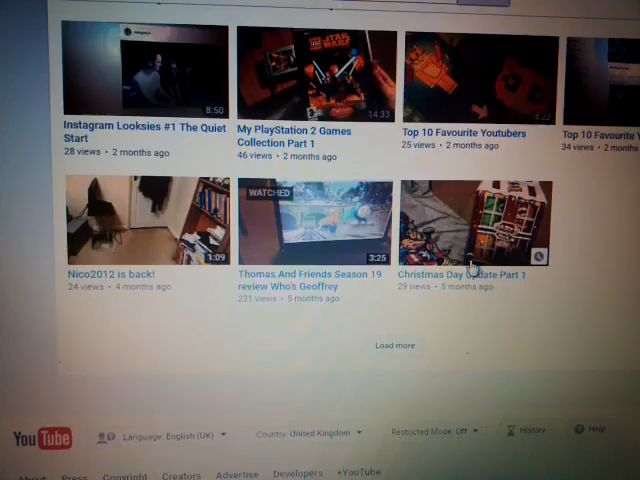 8:50
LEGO STAR WARS
14:33
4:23
Instagram Looksies #1 The Quiet
Start
28 views • 2 months ago
My PlayStation 2 Games
Collection Part 1
46 views • 2 months ago
Top 10 Favourite Youtubers
25 views • 2 months ago
Top 10 Favourite Y
34 views • 2 months
1:09
WATCHED
3:25
Nico2012 is back!
24 views • 4 months ago
Thomas And Friends Season 19
review Who's Geoffrey
221 views • 5 months ago
Christmas Day Update Part 1
29 views • 5 months ago
Load more
YouTube
Language: English (UK)
Country: United Kingdom
Restricted Mode: Off
History
Help
About Press Copyright Creators Advertise Developers +YouTube